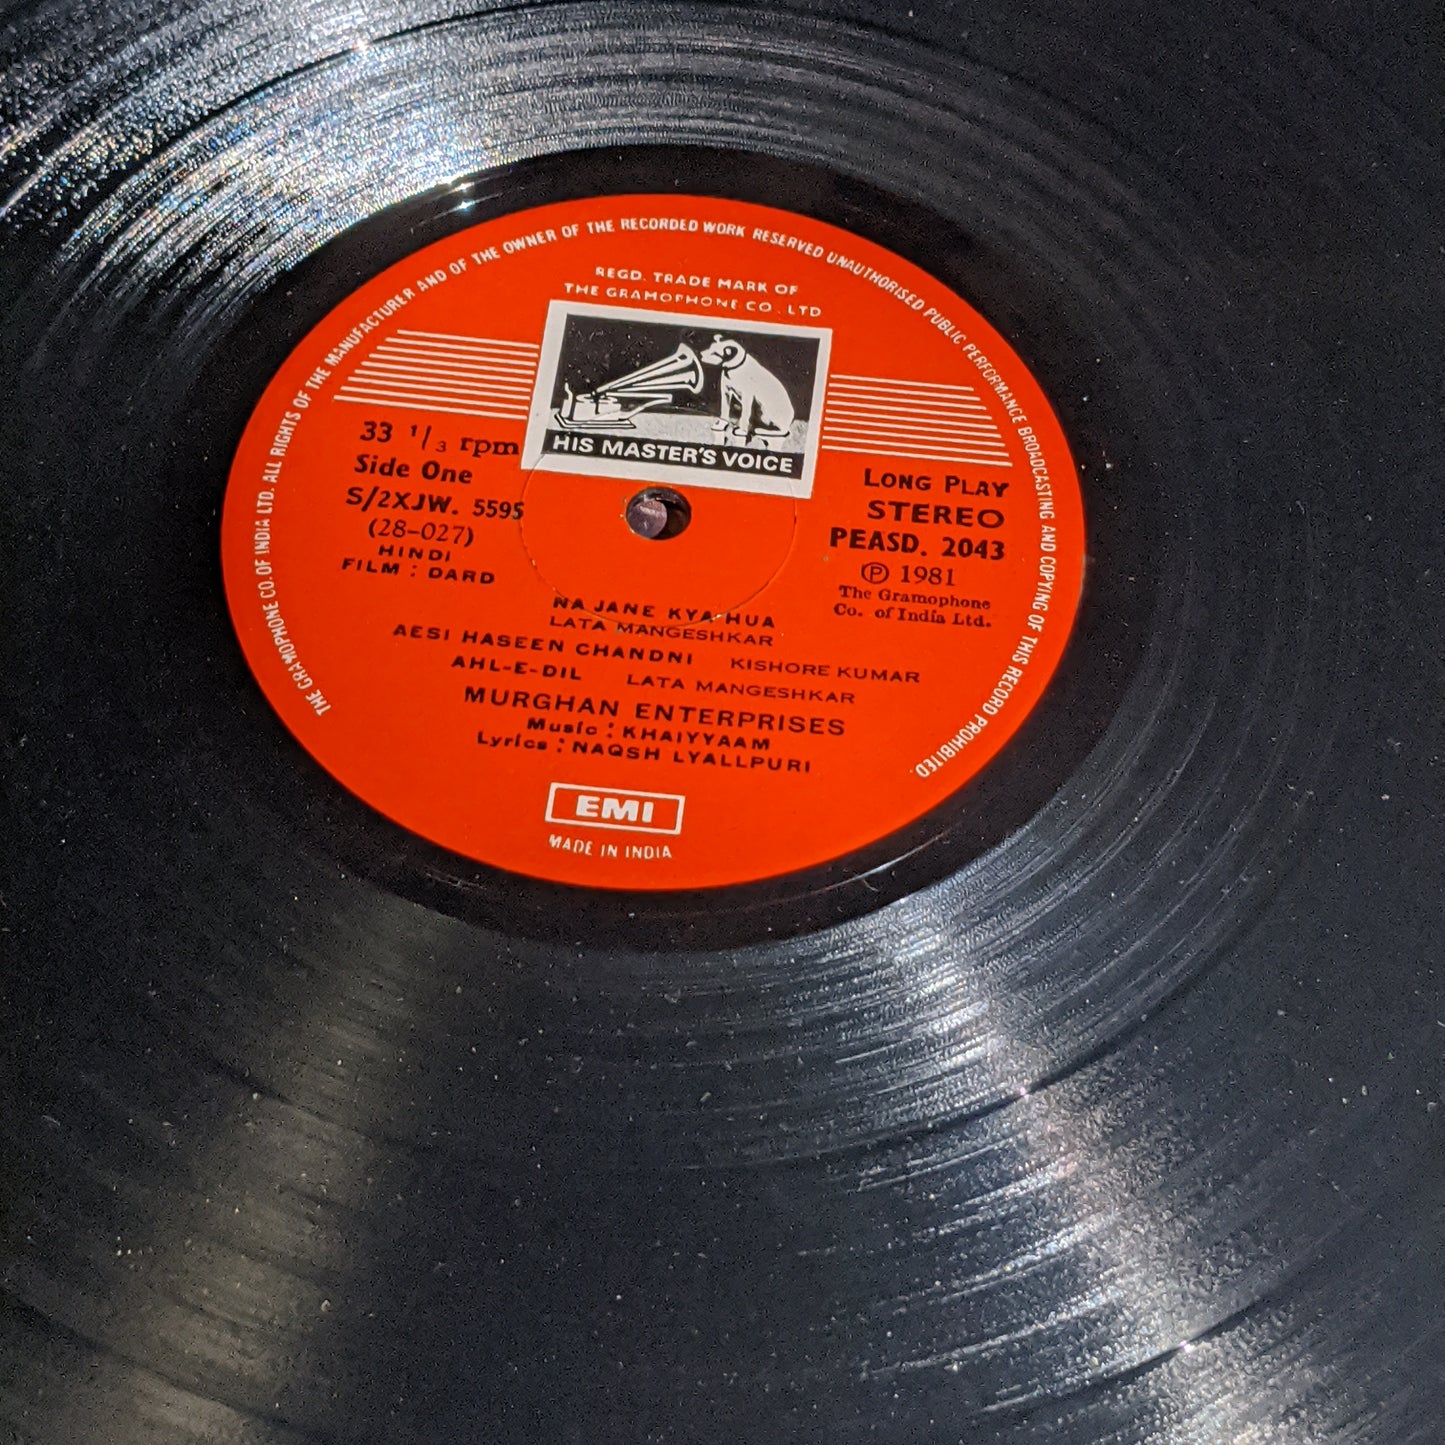 THE GRAMOPHONE CO. OF INDIA LTD. ALL RIGHTS OF THE MANUFACTURER AND OF THE OWNER OF THE RECORDED WORK RESERVED UNAUTHORISED PUBLIC PERFORMANCE BROADCASTING AND COPYING OF THIS RECORD PROHIBITED.
REGD. TRADE MARK OF
THE GRAMOPHONE CO. LTD
HIS MASTER'S VOICE
33 1/3 rpm
Side One
S/2XJW. 5595
(28-027)
HINDI
FILM : DARD
LONG PLAY
STEREO
PEASD. 2043
℗ 1981
The Gramophone
Co. of India Ltd.
NA JANE KYA HUA
LATA MANGESHKAR
AESI HASEEN CHANDNI KISHORE KUMAR
AHL-E-DIL LATA MANGESHKAR
MURGHAN ENTERPRISES
Music : KHAIYYAAM
Lyrics : NAQSH LYALLPURI
EMI
MADE IN INDIA